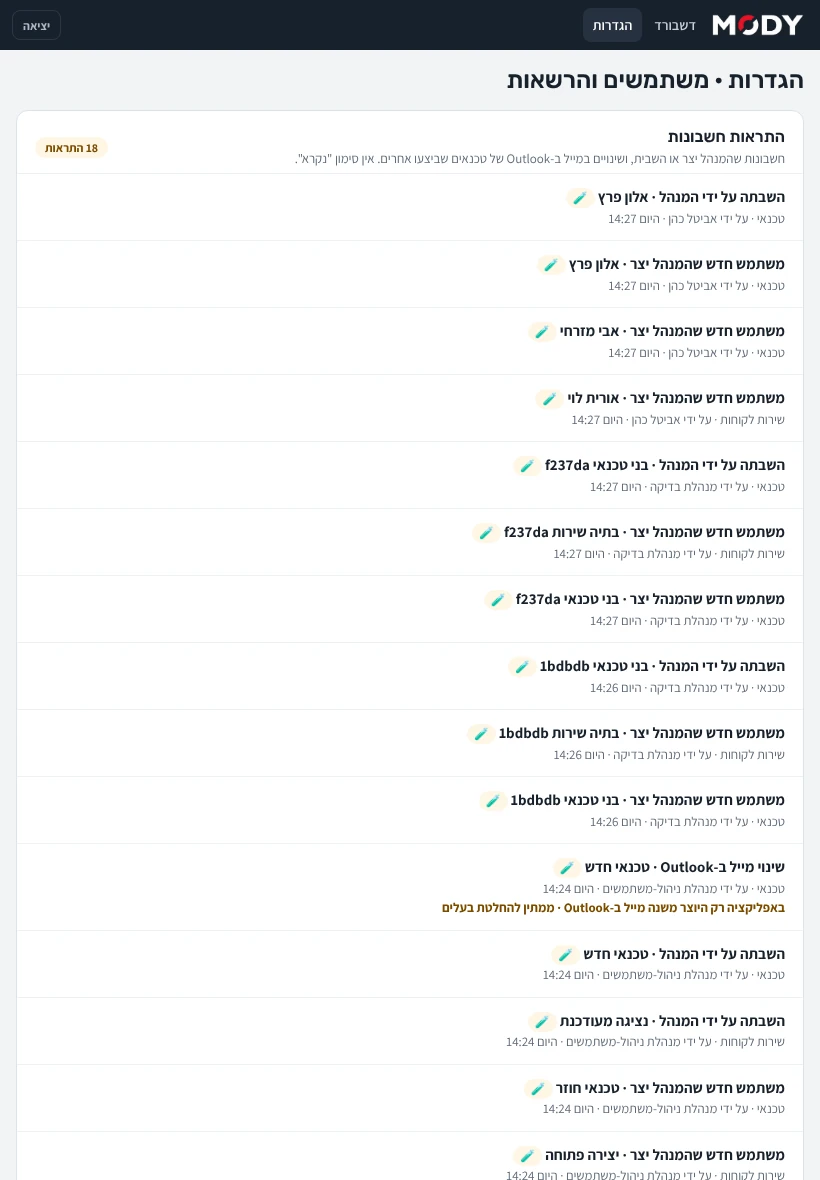 MODY
דשבורד
הגדרות
יציאה
הגדרות • משתמשים והרשאות
התראות חשבונות
18 התראות
חשבונות שהמנהל יצר או השבית, ושינויים במייל ב-Outlook של טכנאים שביצעו אחרים. אין סימון "נקרא".
השבתה על ידי המנהל · אלון פרץ
טכנאי · על ידי אביטל כהן · היום 14:27
משתמש חדש שהמנהל יצר · אלון פרץ
טכנאי · על ידי אביטל כהן · היום 14:27
משתמש חדש שהמנהל יצר · אבי מזרחי
טכנאי · על ידי אביטל כהן · היום 14:27
משתמש חדש שהמנהל יצר · אורית לוי
שירות לקוחות · על ידי אביטל כהן · היום 14:27
השבתה על ידי המנהל · בני טכנאי f237da
טכנאי · על ידי מנהלת בדיקה · היום 14:27
משתמש חדש שהמנהל יצר · בתיה שירות f237da
שירות לקוחות · על ידי מנהלת בדיקה · היום 14:27
משתמש חדש שהמנהל יצר · בני טכנאי f237da
טכנאי · על ידי מנהלת בדיקה · היום 14:27
השבתה על ידי המנהל · בני טכנאי 1bdbdb
טכנאי · על ידי מנהלת בדיקה · היום 14:26
משתמש חדש שהמנהל יצר · בתיה שירות 1bdbdb
שירות לקוחות · על ידי מנהלת בדיקה · היום 14:26
משתמש חדש שהמנהל יצר · בני טכנאי 1bdbdb
טכנאי · על ידי מנהלת בדיקה · היום 14:26
שינוי מייל ב-Outlook · טכנאי חדש
טכנאי · על ידי מנהלת ניהול-משתמשים · היום 14:24
באפליקציה רק היוצר משנה מייל ב-Outlook · ממתין להחלטת בעלים
השבתה על ידי המנהל · טכנאי חדש
טכנאי · על ידי מנהלת ניהול-משתמשים · היום 14:24
השבתה על ידי המנהל · נציגה מעודכנת
שירות לקוחות · על ידי מנהלת ניהול-משתמשים · היום 14:24
משתמש חדש שהמנהל יצר · טכנאי חוזר
טכנאי · על ידי מנהלת ניהול-משתמשים · היום 14:24
משתמש חדש שהמנהל יצר · יצירה פתוחה
שירות לקוחות · על ידי מנהלת ניהול-משתמשים · היום 14:24